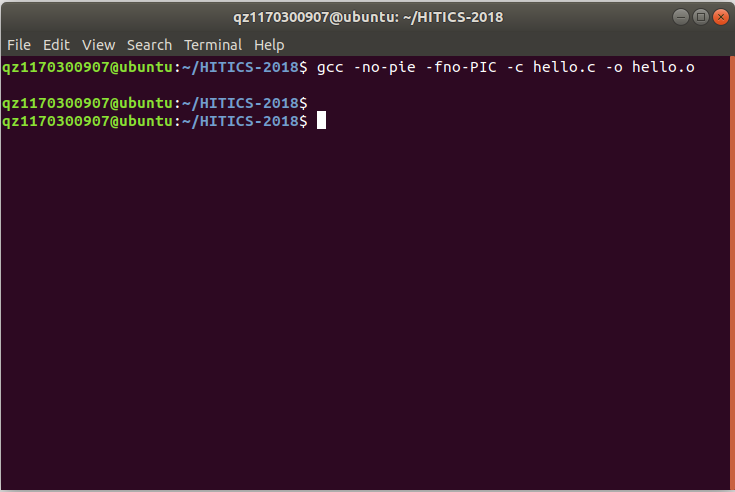 qz1170300907@ubuntu: ~/HITICS-2018
File Edit View Search Terminal Help
qz1170300907@ubuntu:~/HITICS-2018$ gcc -no-pie -fno-PIC -c hello.c -o hello.o
qz1170300907@ubuntu:~/HITICS-2018$
qz1170300907@ubuntu:~/HITICS-2018$